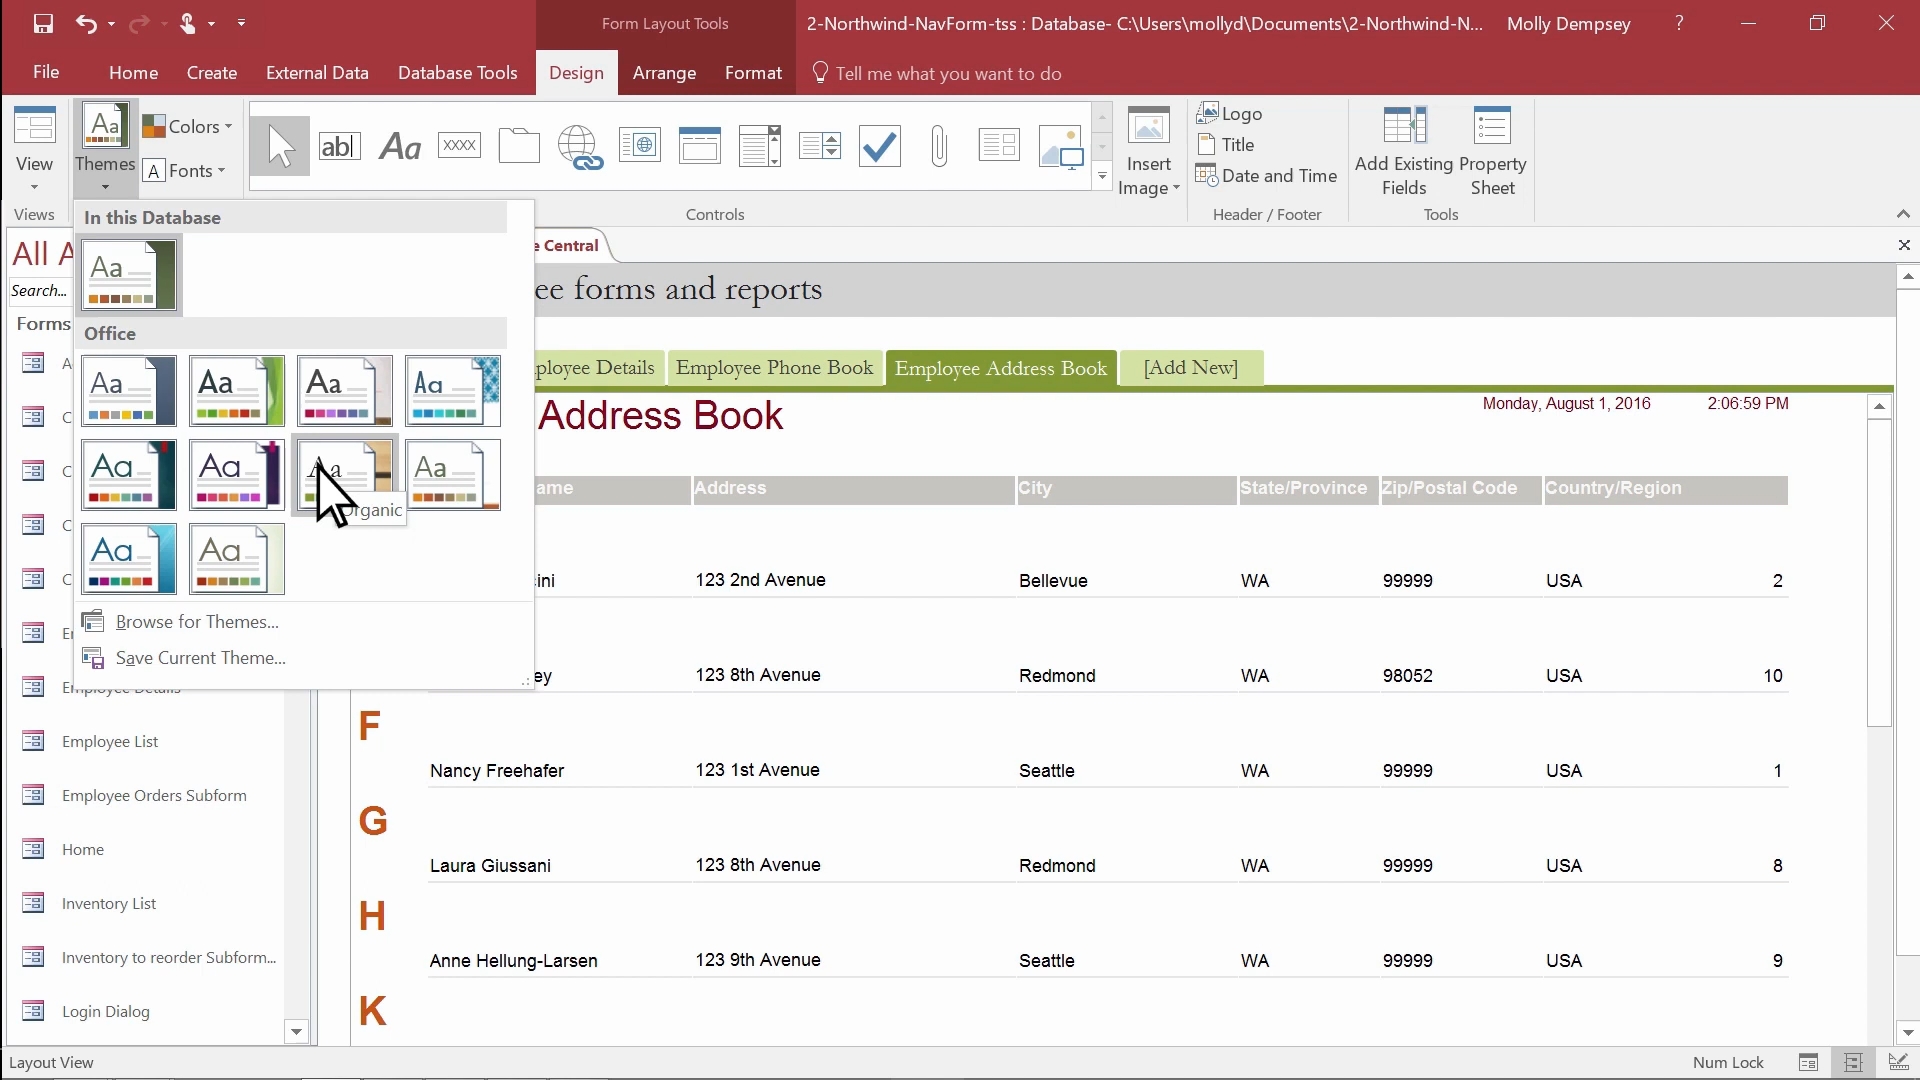 Form Layout Tools
2-Northwind-NavForm-tss : Database- C:\Users\mollyd\Documents\2-Northwind-N...
Molly Dempsey
?
File
Home
Create
External Data
Database Tools
Design
Arrange
Format
Tell me what you want to do
View
Views
Aa
Themes
Colors
A Fonts
ab|
Aa
XXXX
Controls
Insert
Image
Logo
Title
Date and Time
Header / Footer
Add Existing
Fields
Property
Sheet
Tools
All A
Search...
Forms
In this Database
Aa
Office
Aa
Aa
Aa
Aa
Aa
Aa
Aa
Aa
Organic
Aa
Aa
Browse for Themes...
Save Current Theme...
A
C
C
C
C
E
Employee Details
Employee List
Employee Orders Subform
Home
Inventory List
Inventory to reorder Subform...
Login Dialog
e Central
ee forms and reports
ployee Details
Employee Phone Book
Employee Address Book
[Add New]
Address Book
Monday, August 1, 2016 2:06:59 PM
ame Address City State/Province Zip/Postal Code Country/Region
ini 123 2nd Avenue Bellevue WA 99999 USA 2
ey 123 8th Avenue Redmond WA 98052 USA 10
F
Nancy Freehafer 123 1st Avenue Seattle WA 99999 USA 1
G
Laura Giussani 123 8th Avenue Redmond WA 99999 USA 8
H
Anne Hellung-Larsen 123 9th Avenue Seattle WA 99999 USA 9
K
Layout View
Num Lock